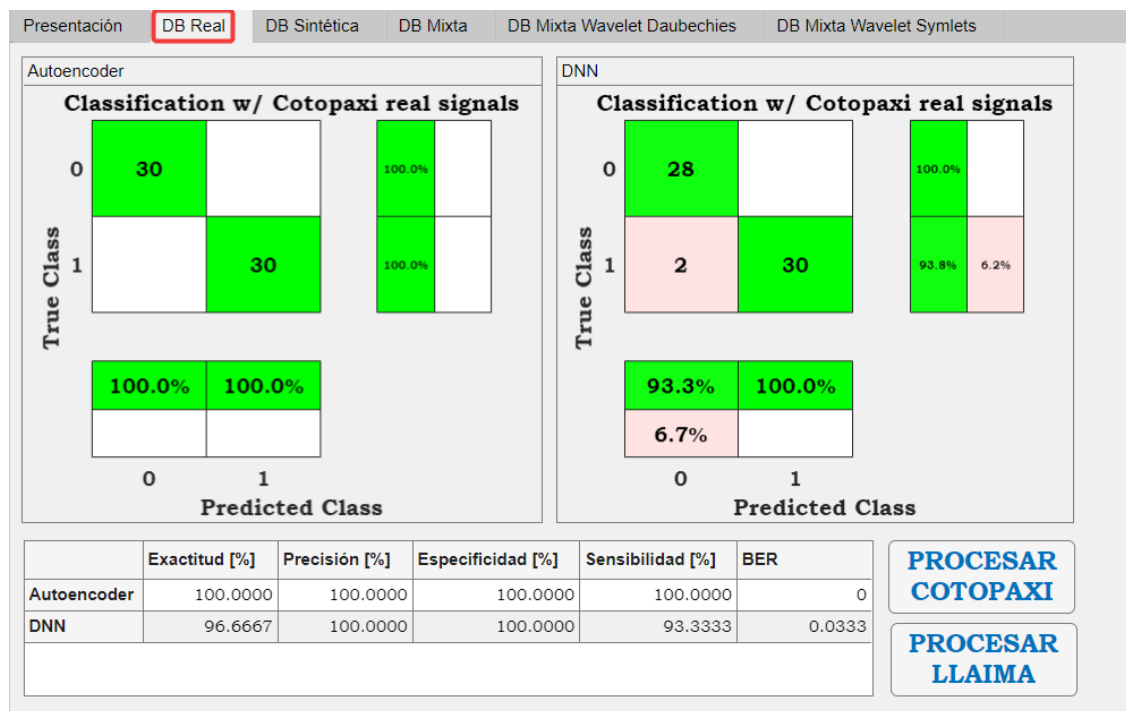 Presentación DB Real DB Sintética DB Mixta DB Mixta Wavelet Daubechies DB Mixta Wavelet Symlets
Autoencoder
Classification w/ Cotopaxi real signals
0 30 100.0%
1 30 100.0%
True Class
100.0% 100.0%
0 1
Predicted Class
DNN
Classification w/ Cotopaxi real signals
0 28 100.0%
1 2 30 93.8% 6.2%
True Class
93.3% 100.0%
6.7%
0 1
Predicted Class
Exactitud [%] Precisión [%] Especificidad [%] Sensibilidad [%] BER
Autoencoder 100.0000 100.0000 100.0000 100.0000 0
DNN 96.6667 100.0000 100.0000 93.3333 0.0333
PROCESAR
COTOPAXI
PROCESAR
LLAIMA